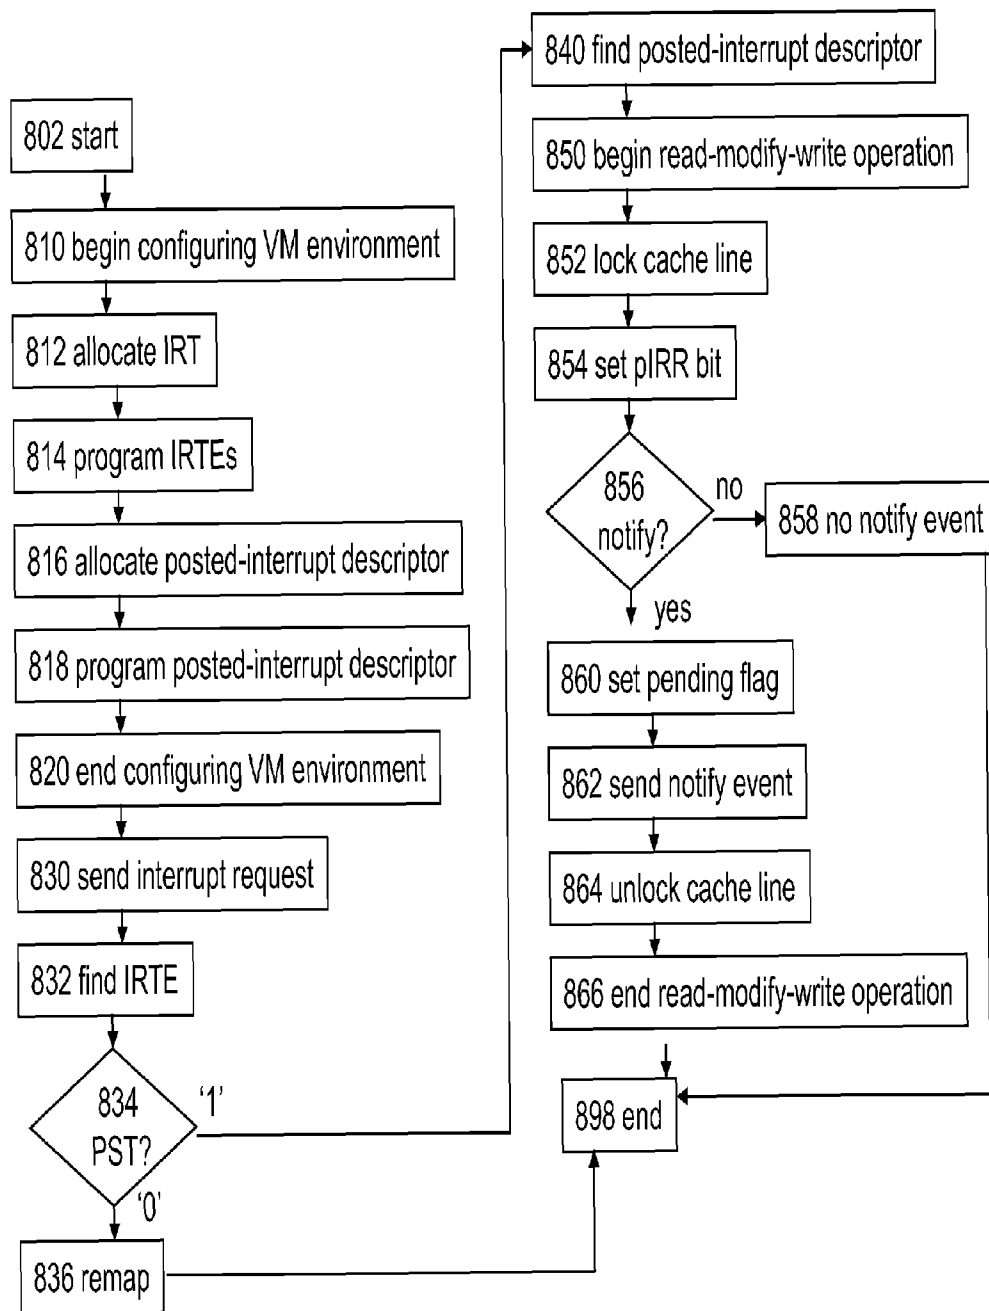 802 start
810 begin configuring VM environment
812 allocate IRT
814 program IRTEs
816 allocate posted-interrupt descriptor
818 program posted-interrupt descriptor
820 end configuring VM environment
830 send interrupt request
832 find IRTE
834
PST?
'1'
'0'
836 remap
840 find posted-interrupt descriptor
850 begin read-modify-write operation
852 lock cache line
854 set pIRR bit
856
notify?
no
858 no notify event
yes
860 set pending flag
862 send notify event
864 unlock cache line
866 end read-modify-write operation
898 end